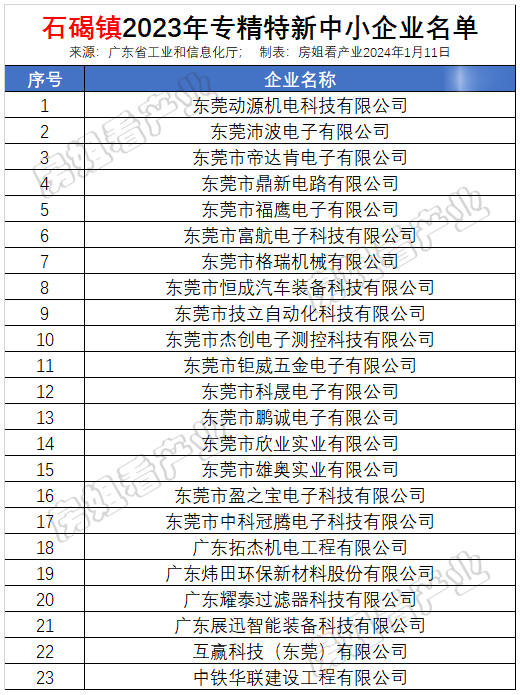 石碣镇2023年专精特新中小企业名单
来源：广东省工业和信息化厅； 制表：房姐看产业2024年1月11日
序号 企业名称
1 东莞动源机电科技有限公司
2 东莞沛波电子有限公司
3 东莞市帝达肯电子有限公司
4 东莞市鼎新电路有限公司
5 东莞市福鹰电子有限公司
6 东莞市富航电子科技有限公司
7 东莞市格瑞机械有限公司
8 东莞市恒成汽车装备科技有限公司
9 东莞市技立自动化科技有限公司
10 东莞市杰创电子测控科技有限公司
11 东莞市钜威五金电子有限公司
12 东莞市科晟电子有限公司
13 东莞市鹏诚电子有限公司
14 东莞市欣业实业有限公司
15 东莞市雄奥实业有限公司
16 东莞市盈之宝电子科技有限公司
17 东莞市中科冠腾电子科技有限公司
18 广东拓杰机电工程有限公司
19 广东炜田环保新材料股份有限公司
20 广东耀泰过滤器科技有限公司
21 广东展迅智能装备科技有限公司
22 互赢科技（东莞）有限公司
23 中铁华联建设工程有限公司
房姐看产业
房姐看产业
房姐看产业
房姐看产业